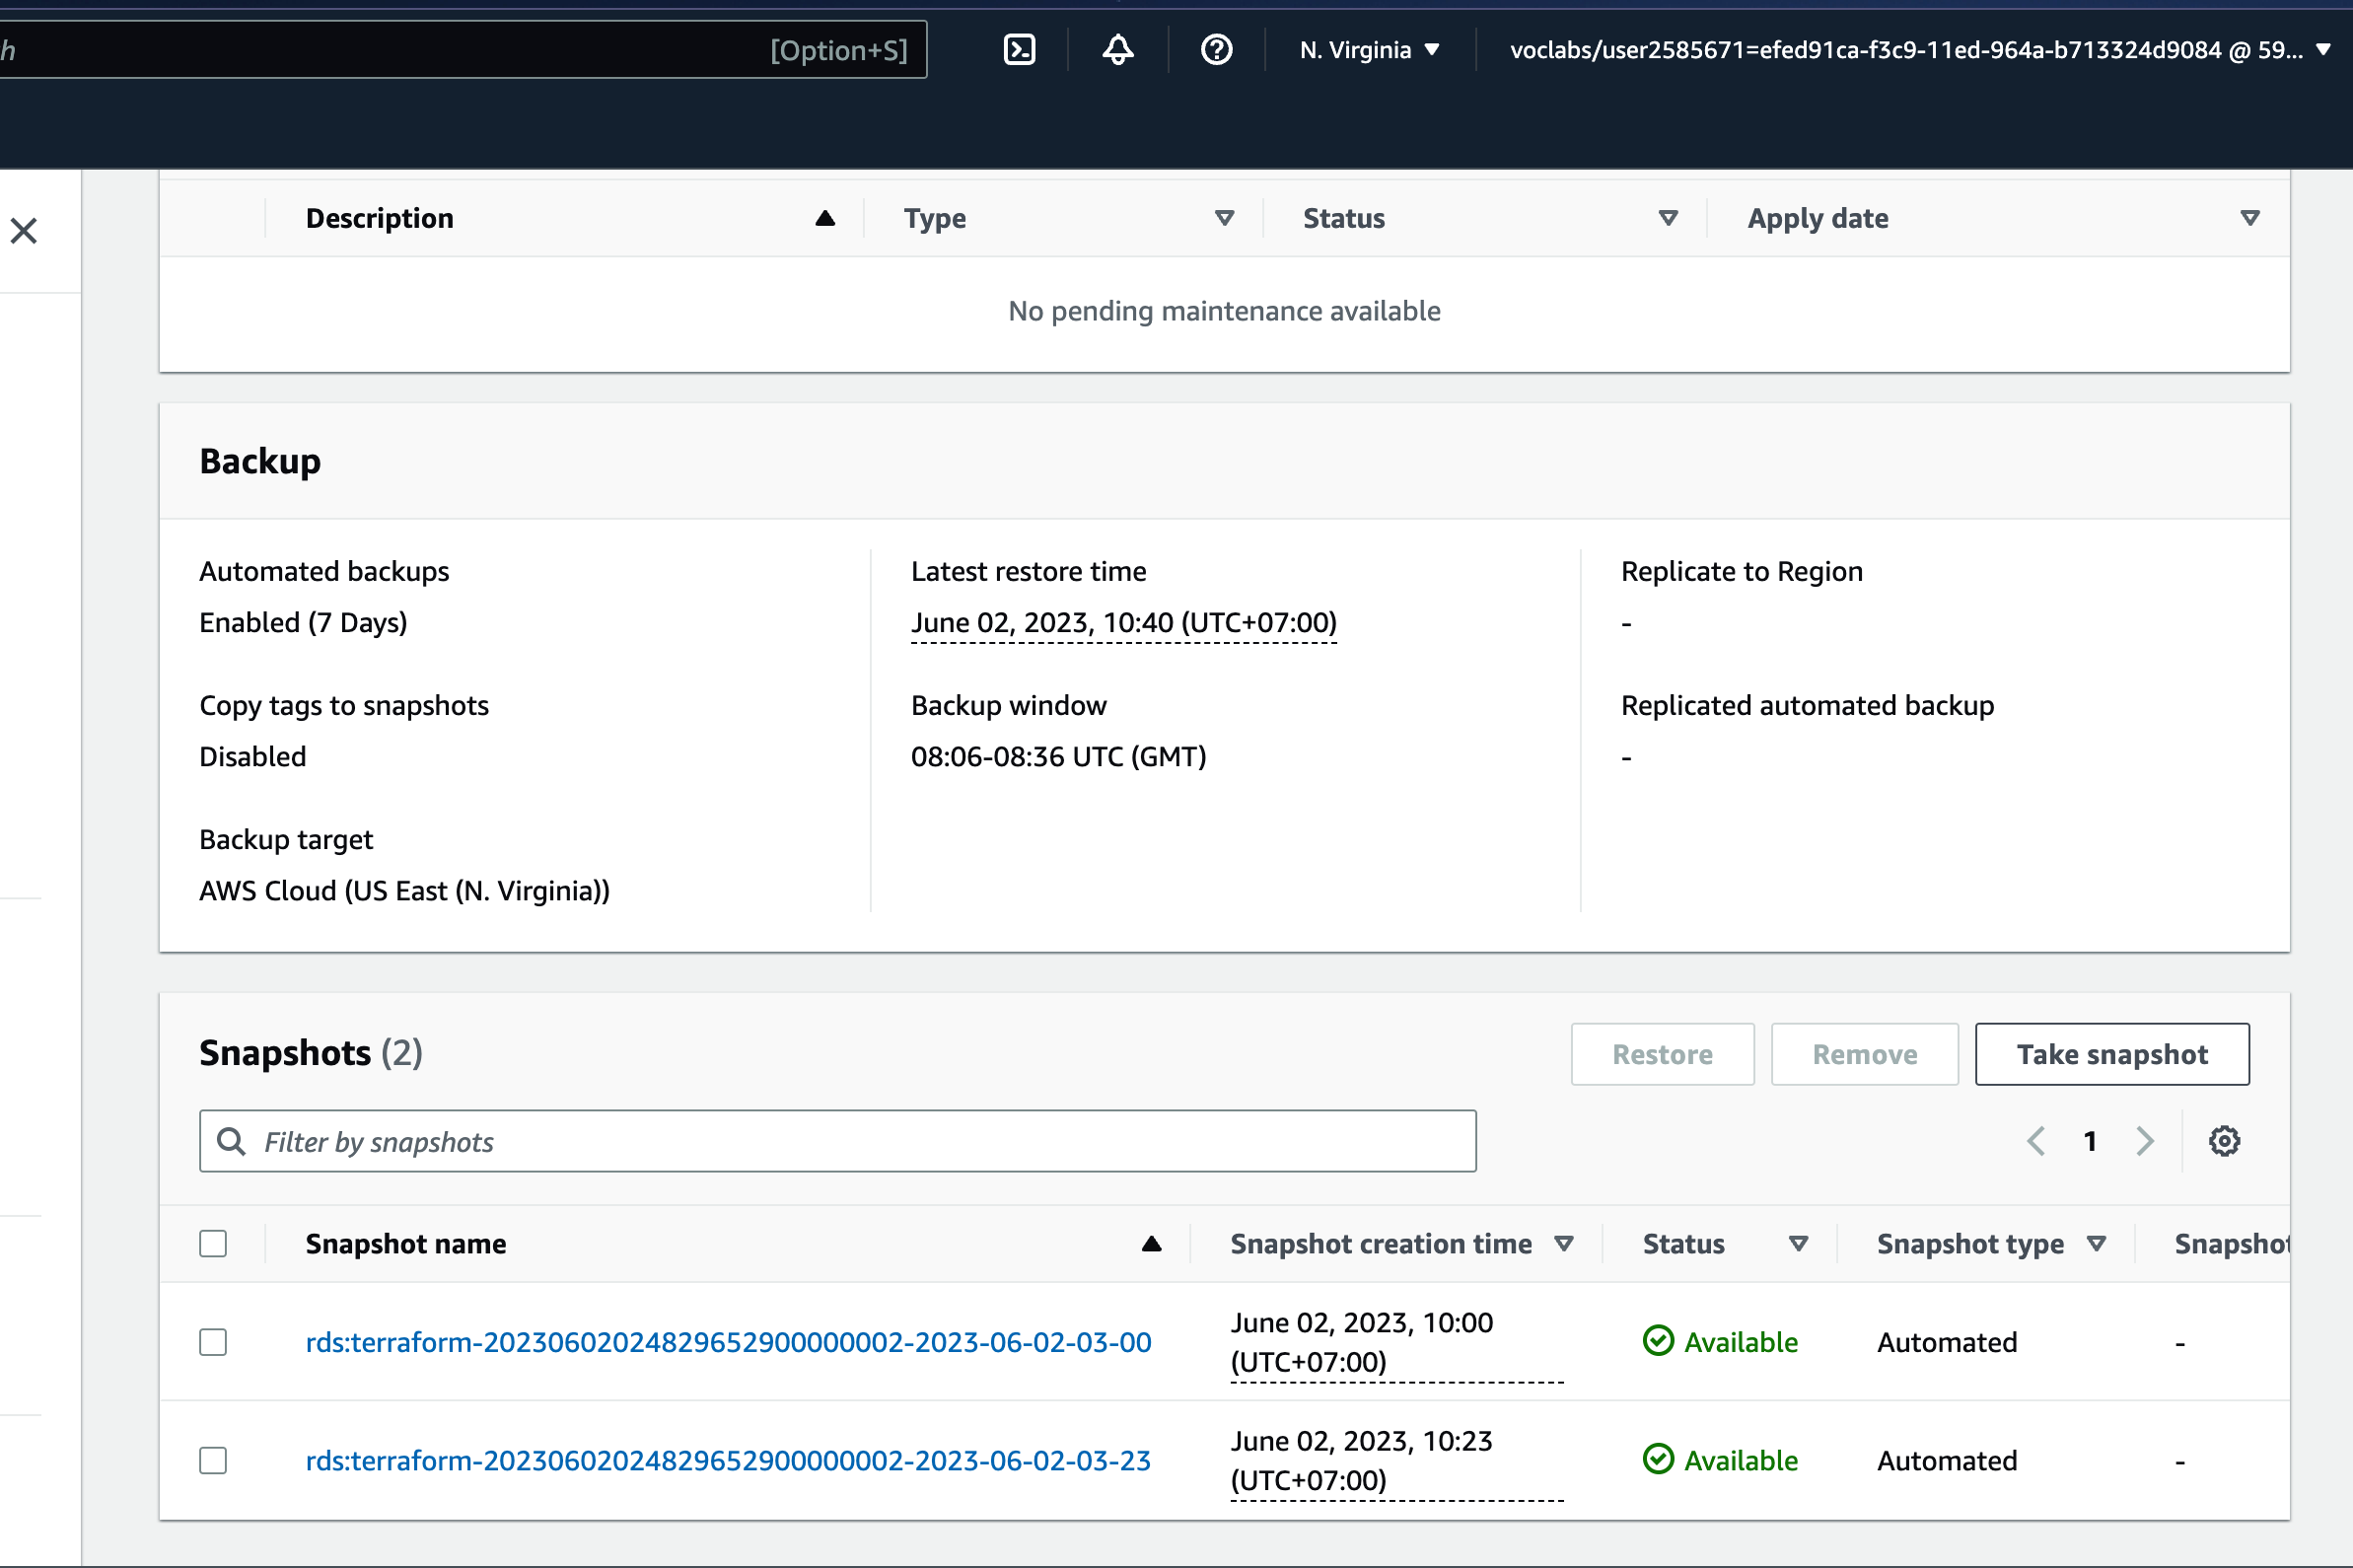 h [Option+S] N. Virginia voclabs/user2585671=efed91ca-f3c9-11ed-964a-b713324d9084 @ 59...
Description Type Status Apply date
No pending maintenance available
Backup
Automated backups
Enabled (7 Days)
Copy tags to snapshots
Disabled
Backup target
AWS Cloud (US East (N. Virginia))
Latest restore time
June 02, 2023, 10:40 (UTC+07:00)
Backup window
08:06-08:36 UTC (GMT)
Replicate to Region
-
Replicated automated backup
-
Snapshots (2)
Restore Remove Take snapshot
Filter by snapshots
1
Snapshot name Snapshot creation time Status Snapshot type Snapshot
rds:terraform-20230602024829652900000002-2023-06-02-03-00 June 02, 2023, 10:00 (UTC+07:00) Available Automated -
rds:terraform-20230602024829652900000002-2023-06-02-03-23 June 02, 2023, 10:23 (UTC+07:00) Available Automated -